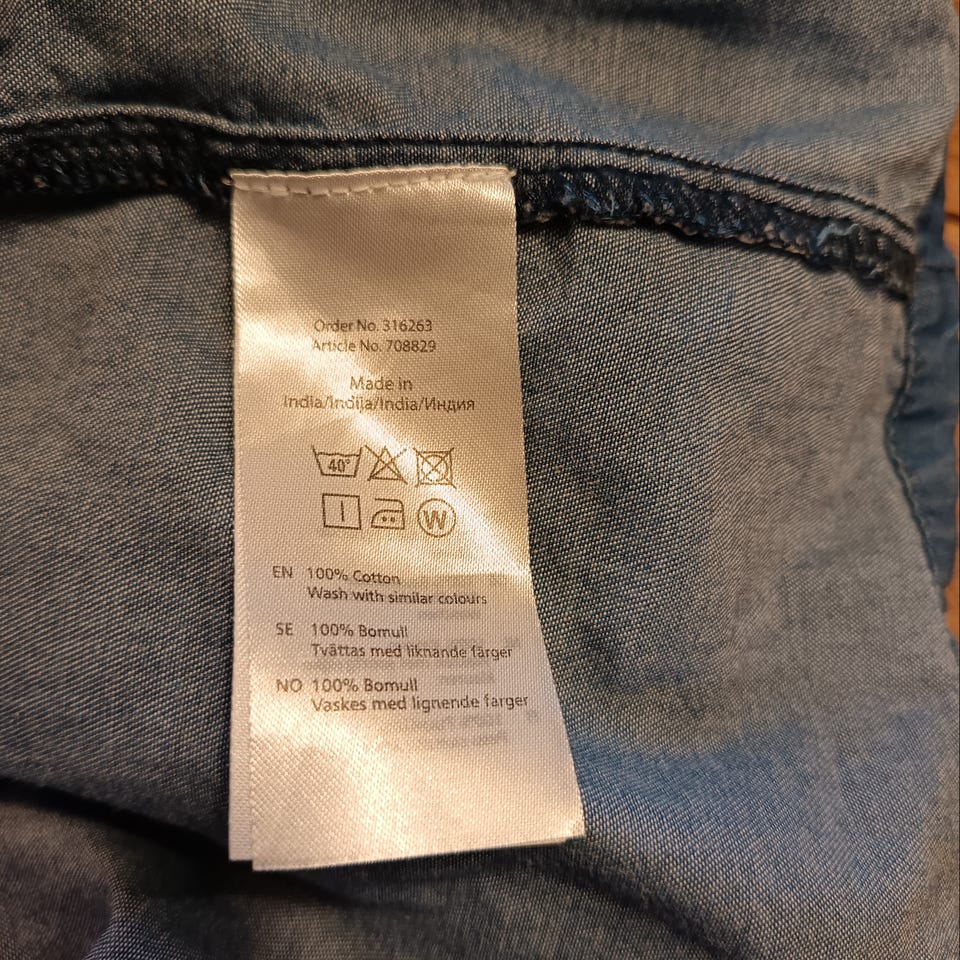 Order No. 316263
Article No. 708829
Made in
India/Indija/India/Индия
40°
W
EN 100% Cotton
Wash with similar colours
SE 100% Bomull
Tvättas med liknande färger
NO 100% Bomull
Vaskes med lignende farger